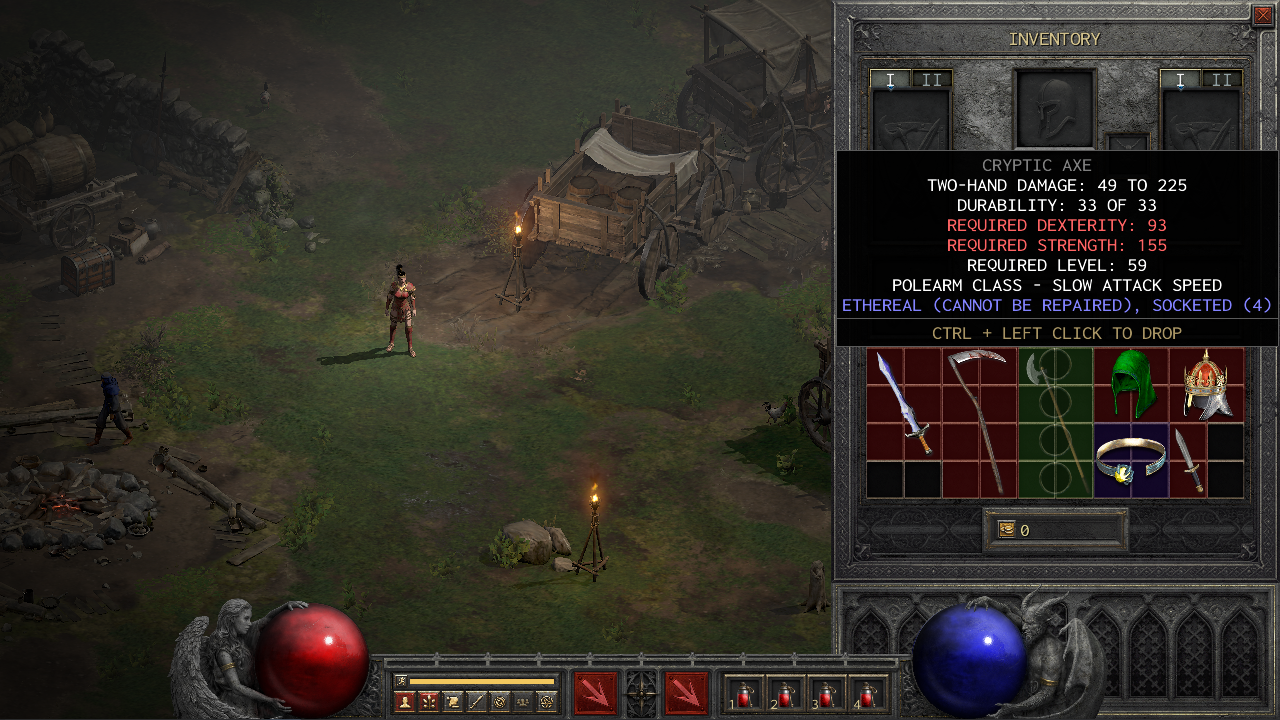 INVENTORY
I II
I II
CRYPTIC AXE
TWO-HAND DAMAGE: 49 TO 225
DURABILITY: 33 OF 33
REQUIRED DEXTERITY: 93
REQUIRED STRENGTH: 155
REQUIRED LEVEL: 59
POLEARM CLASS - SLOW ATTACK SPEED
ETHEREAL (CANNOT BE REPAIRED), SOCKETED (4)
CTRL + LEFT CLICK TO DROP
0
1 2 3 4